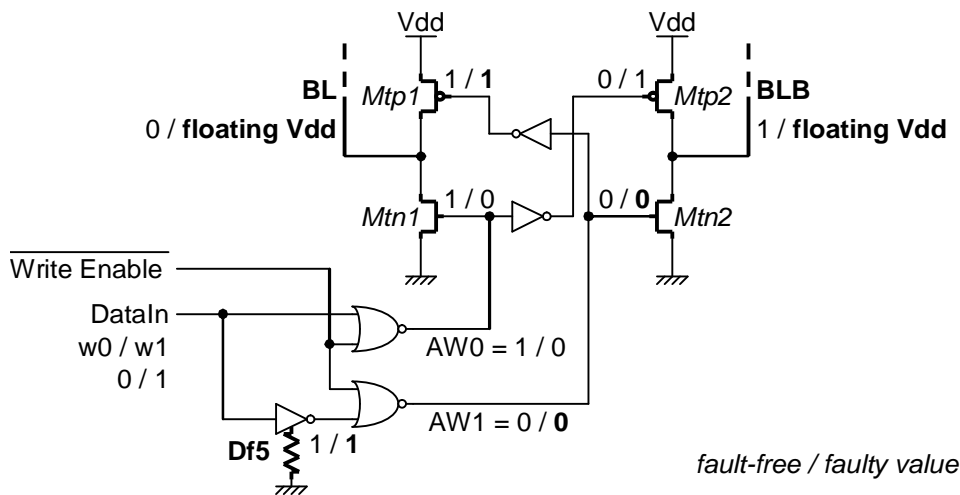 Vdd
Vdd
BL
Mtp1
1 / 1
0 / 1
Mtp2
BLB
0 / floating Vdd
1 / floating Vdd
Mtn1
1 / 0
0 / 0
Mtn2
Write Enable
DataIn
w0 / w1
0 / 1
AW0 = 1 / 0
AW1 = 0 / 0
Df5
1 / 1
fault-free / faulty value